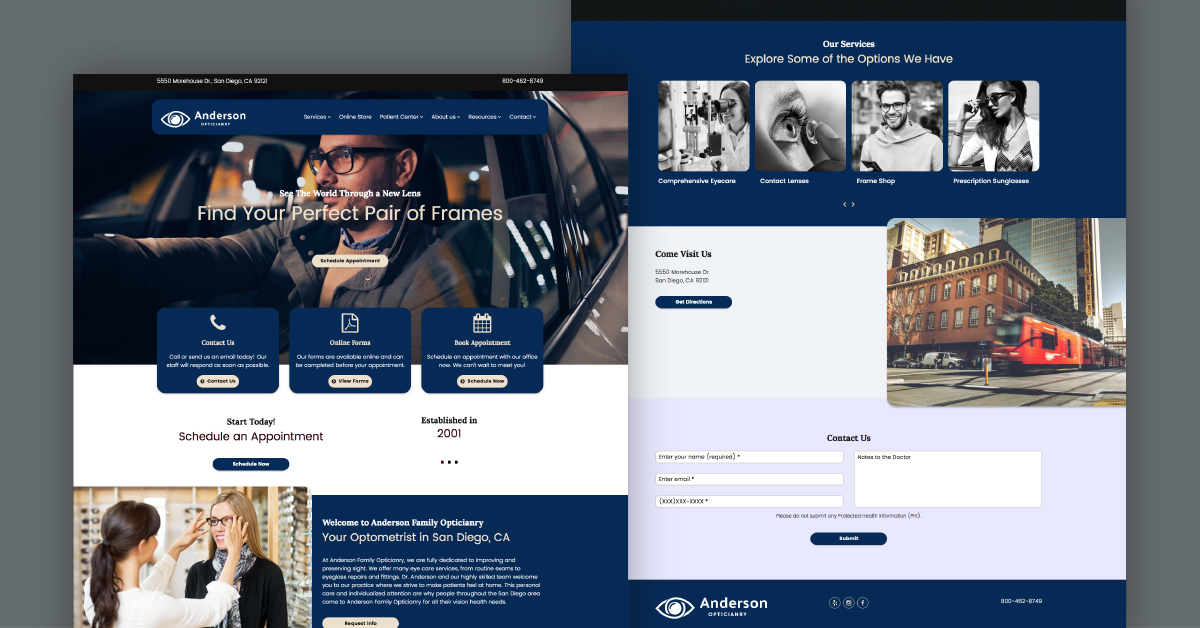 5550 Morehouse Dr., San Diego, CA 92121
800-462-8749
Anderson
OPTICIANRY
Services
Online Store
Patient Center
About us
Resources
Contact
See The World Through a New Lens
Find Your Perfect Pair of Frames
Schedule Appointment
Contact Us
Call or send us an email today! Our
staff will respond as soon as possible.
Contact Us
Online Forms
Our forms are available online and can
be completed before your appointment.
View Forms
Book Appointment
Schedule an appointment with our office
now. We can't wait to meet you!
Schedule Now
Start Today!
Schedule an Appointment
Schedule Now
Established in
2001
Welcome to Anderson Family Opticianry
Your Optometrist in San Diego, CA
At Anderson Family Opticianry, we are fully dedicated to improving and
preserving sight. We offer many eye care services, from routine exams to
eyeglass repairs and fittings. Dr. Anderson and our highly skilled team welcome
you to our practice where we strive to make patients feel at home. This personal
care and individualized attention are why people throughout the San Diego area
come to Anderson Family Opticianry for all their vision health needs.
Request Info
Our Services
Explore Some of the Options We Have
Comprehensive Eyecare
Contact Lenses
Frame Shop
Prescription Sunglasses
Come Visit Us
5550 Morehouse Dr.
San Diego, CA 92121
Get Directions
Contact Us
Enter your name (required) *
Enter email *
(XXX)XXX-XXXX *
Notes to the Doctor
Please do not submit any Protected Health Information (PHI).
Submit
Anderson
OPTICIANRY
800-462-8749